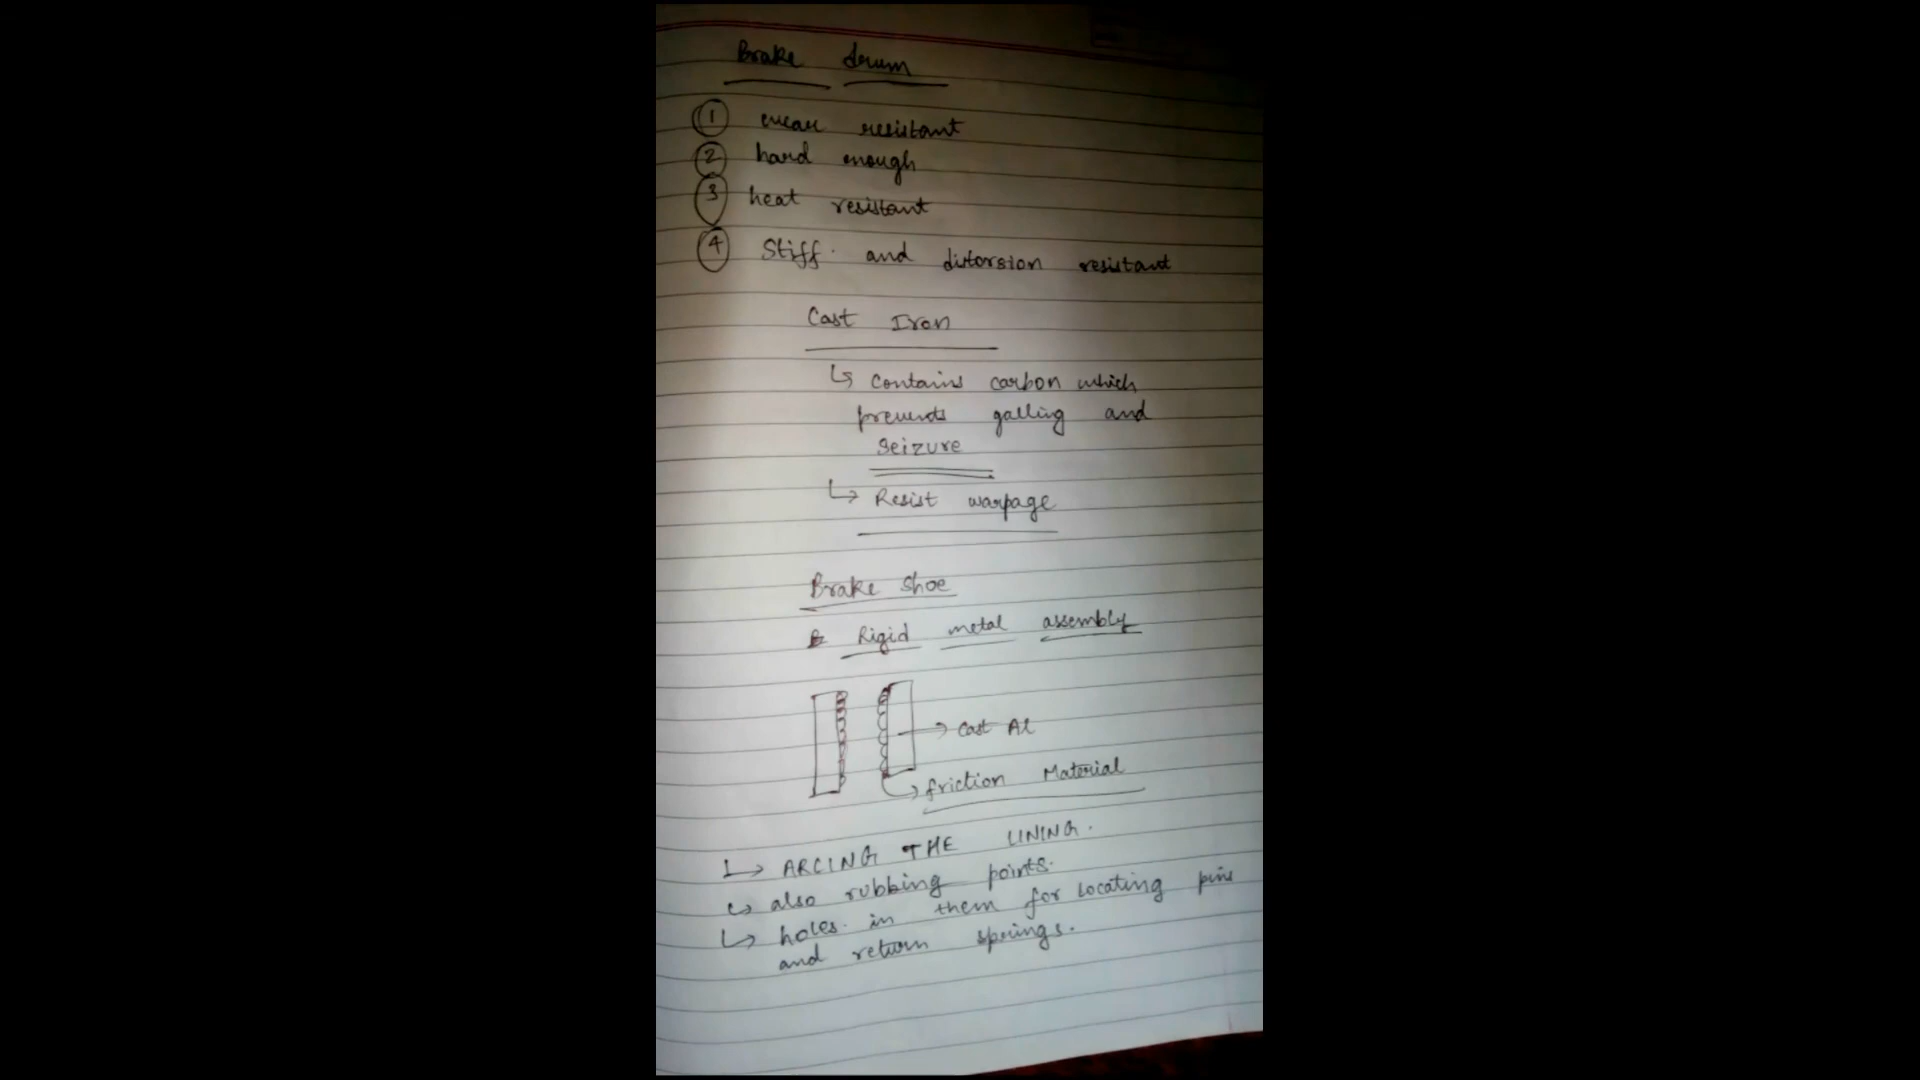 Brake drum
1 wear resistant
2 hard enough
3 heat resistant
4 Stiff and distorsion resistant
Cast Iron
↳ contains carbon which
prevents galling and
Seizure
↳ Resist warpage
Brake Shoe
Rigid metal assembly
→ Cast Al
→ friction Material
↳ ARCING THE LINING.
↳ also rubbing points.
↳ holes in them for Locating pins
and return springs.